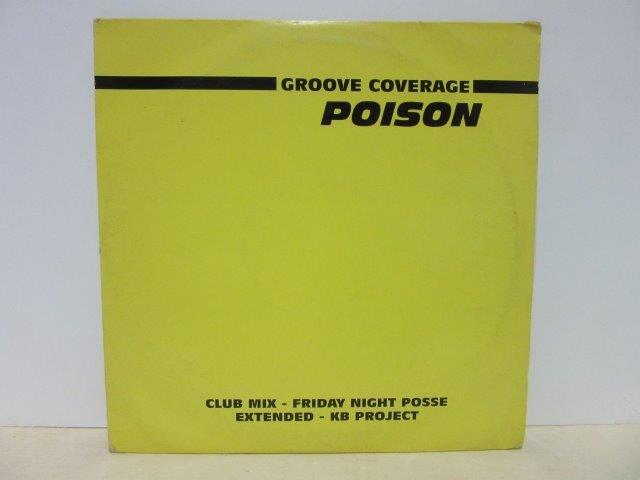 GROOVE COVERAGE
POISON
CLUB MIX - FRIDAY NIGHT POSSE
EXTENDED - KB PROJECT